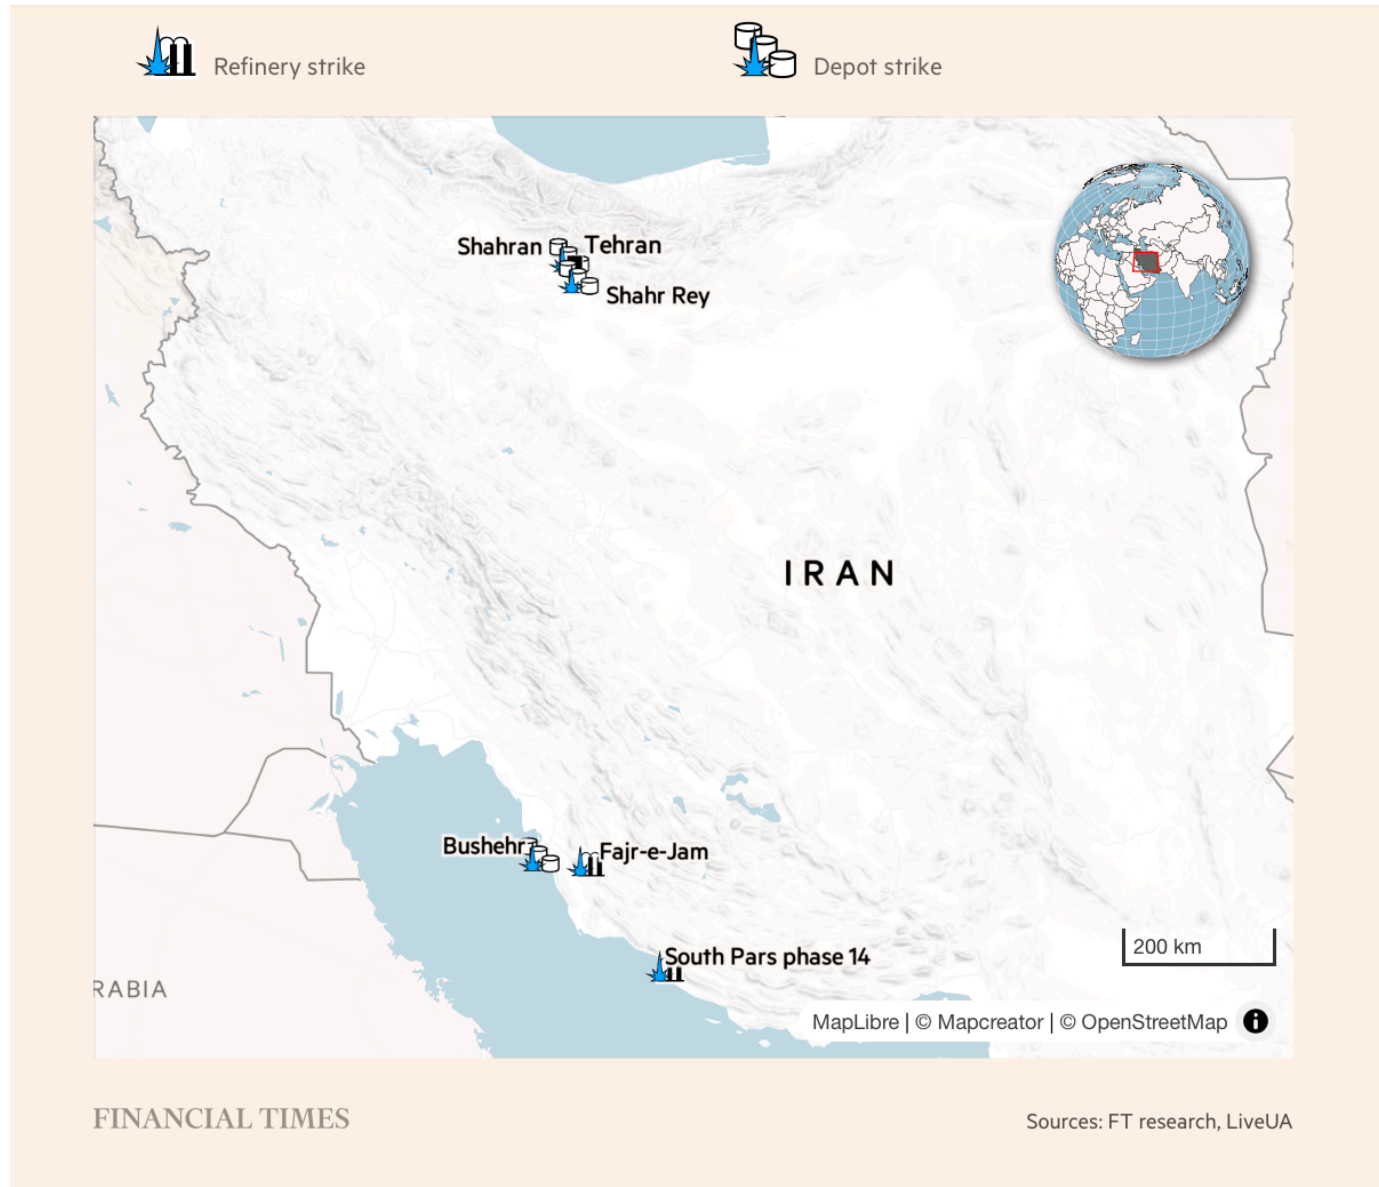 Refinery strike
Depot strike
Shahran
Tehran
Shahr Rey
IRAN
Bushehr
Fajr-e-Jam
South Pars phase 14
200 km
RABIA
MapLibre | © Mapcreator | © OpenStreetMap
FINANCIAL TIMES
Sources: FT research, LiveUA